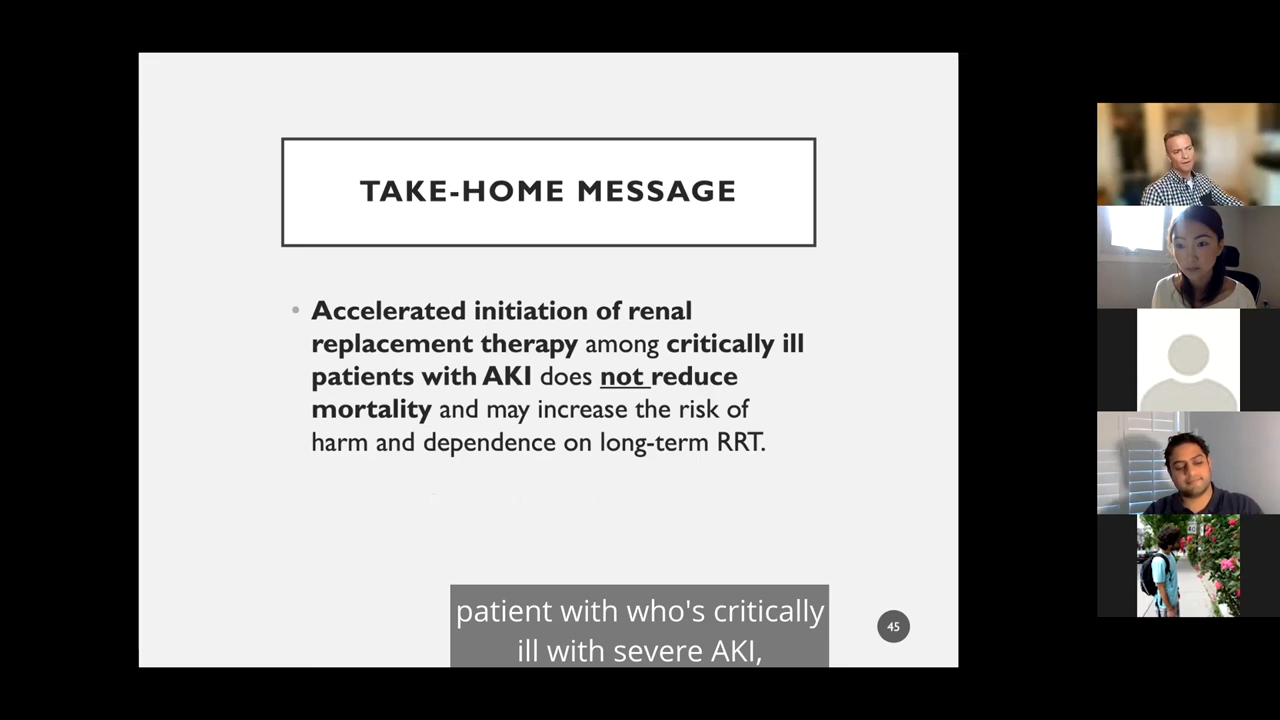 TAKE-HOME MESSAGE
• Accelerated initiation of renal
replacement therapy among critically ill
patients with AKI does not reduce
mortality and may increase the risk of
harm and dependence on long-term RRT.
patient with who's critically
ill with severe AKI,
45